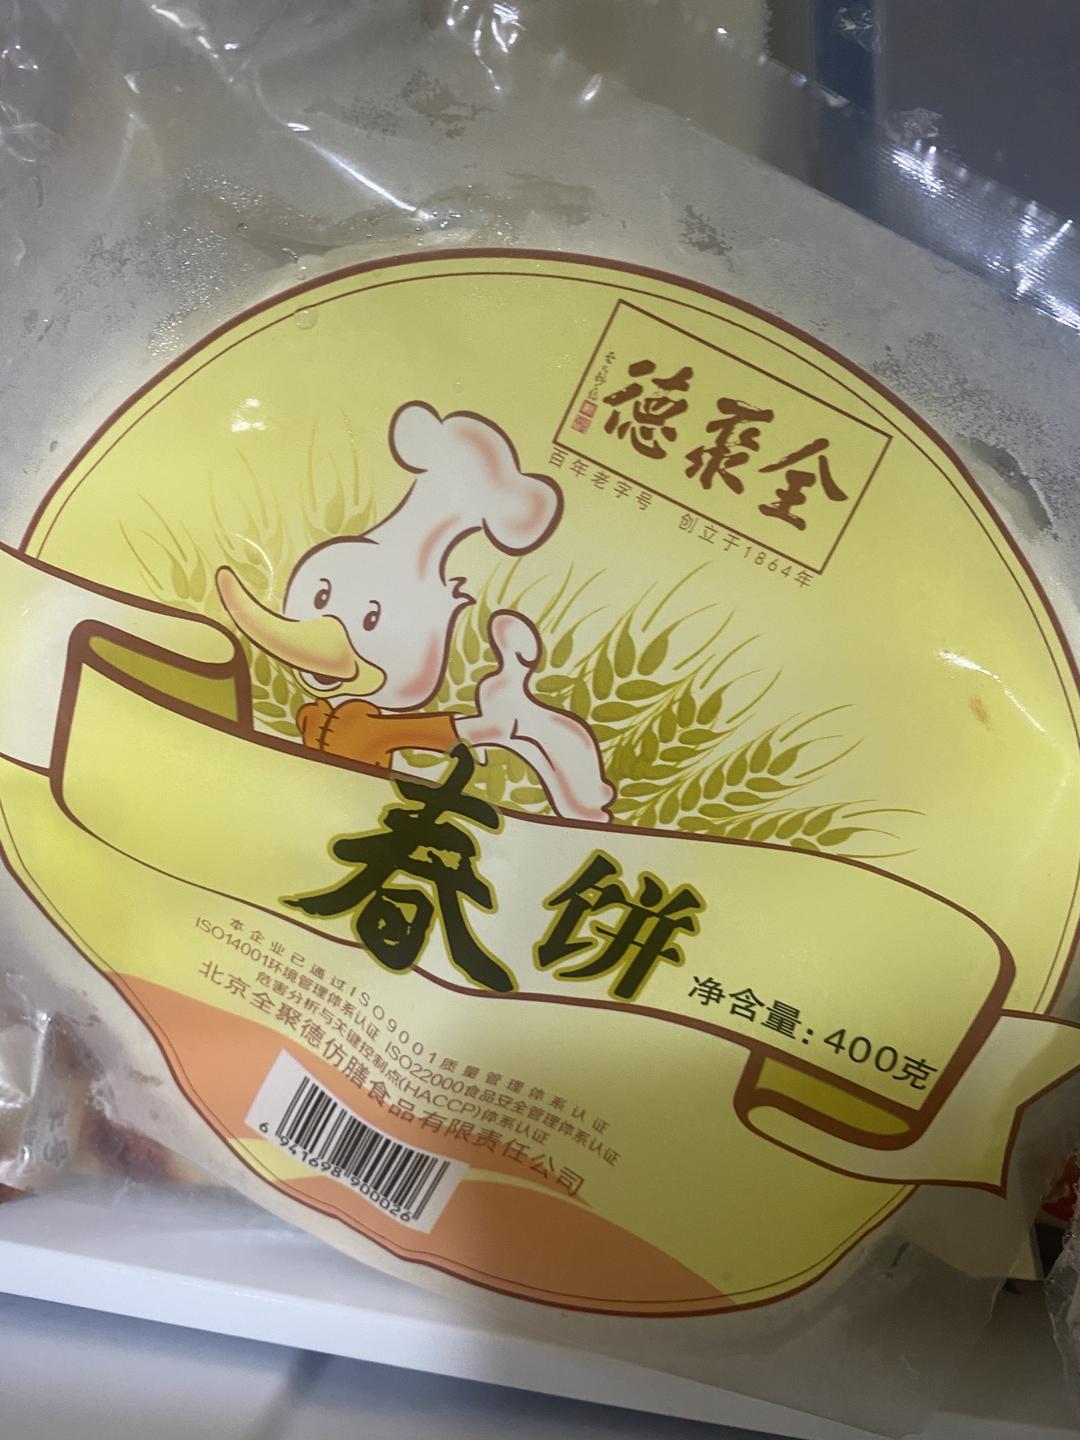 全聚德
百年老字号 创立于1864年
春饼
净含量：400克
本企业已通过ISO9001质量管理体系认证
ISO14001环境管理体系认证 ISO22000食品安全管理体系认证
危害分析与关键控制点(HACCP)体系认证
北京全聚德仿膳食品有限责任公司
6 941698 900026